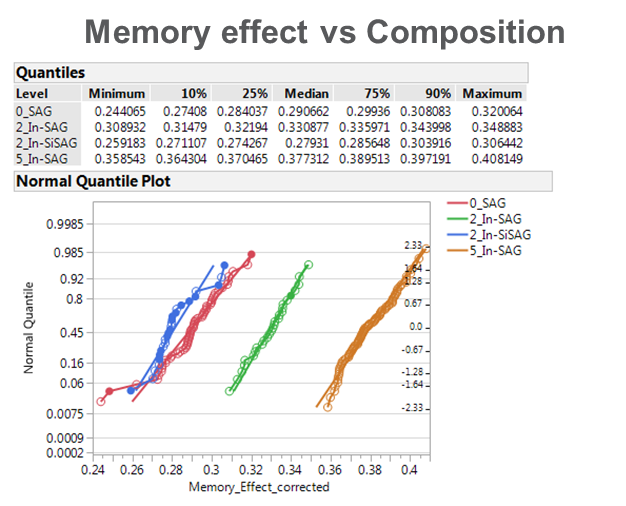 Memory effect vs Composition
Quantiles
Level Minimum 10% 25% Median 75% 90% Maximum
0_SAG 0.244065 0.27408 0.284037 0.290662 0.29936 0.308083 0.320064
2_In-SAG 0.308932 0.31479 0.32194 0.330877 0.335971 0.343998 0.348883
2_In-SiSAG 0.259183 0.271107 0.274267 0.27931 0.285648 0.303916 0.306442
5_In-SAG 0.358543 0.364304 0.370465 0.377312 0.389513 0.397191 0.408149
Normal Quantile Plot
0_SAG
2_In-SAG
2_In-SiSAG
5_In-SAG
Normal Quantile
0.9985
0.985
0.92
0.8
0.45
0.16
0.06
0.0075
0.0009
0.0002
2.33
1.64
1.28
0.67
0.0
-0.67
-1.28
-1.64
-2.33
0.24 0.26 0.28 0.3 0.32 0.34 0.36 0.38 0.4
Memory_Effect_corrected